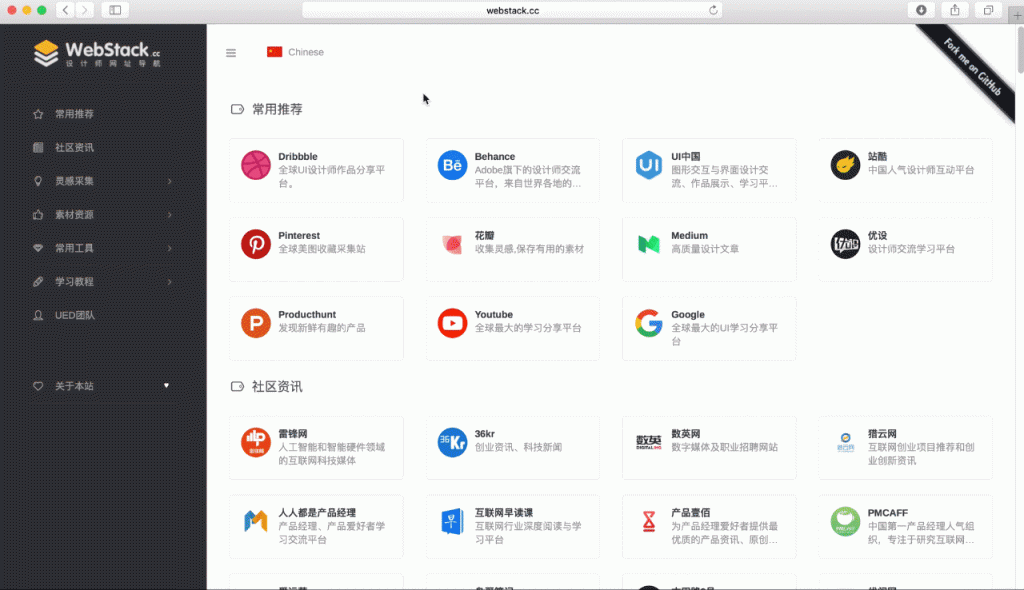 webstack.cc
WebStack.cc
设计师网址导航
常用推荐
社区资讯
灵感采集
素材资源
常用工具
学习教程
UED团队
关于本站
Chinese
Fork me on GitHub
常用推荐
Dribbble
全球UI设计师作品分享平
台。
Behance
Adobe旗下的设计师交流
平台，来自世界各地的...
UI中国
图形交互与界面设计交
流、作品展示、学习平...
站酷
中国人气设计师互动平台
Pinterest
全球美图收藏采集站
花瓣
收集灵感,保存有用的素材
Medium
高质量设计文章
优设
设计师交流学习平台
Producthunt
发现新鲜有趣的产品
Youtube
全球最大的学习分享平台
Google
全球最大的UI学习分享平
台
社区资讯
雷锋网
人工智能和智能硬件领域
的互联网科技媒体
36Kr
36kr
创业资讯、科技新闻
数英
DIGITALING
数英网
数字媒体及职业招聘网站
猎云网
互联网创业项目推荐和创
业创新资讯
人人都是产品经理
产品经理、产品爱好者学
习交流平台
早
互联网早读课
互联网行业深度阅读与学
习平台
产品壹佰
为产品经理爱好者提供最
优质的产品资讯、原创...
PMCAFF
中国第一产品经理人气组
织，专注于研究互联网...